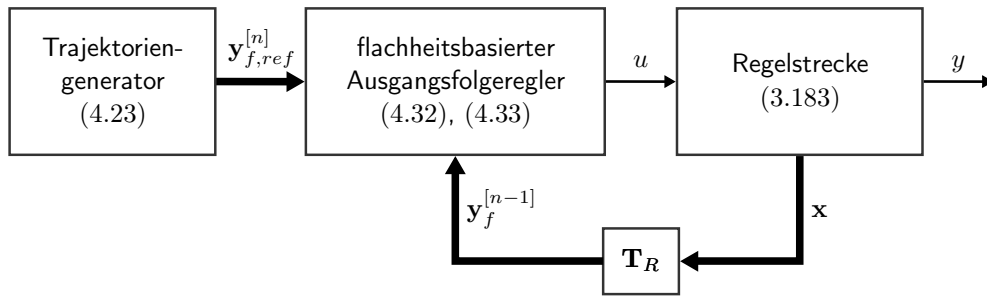 Trajektorien-
generator
(4.23)
y_{f,ref}^{[n]}
flachheitsbasierter
Ausgangsfolgeregler
(4.32), (4.33)
u
Regelstrecke
(3.183)
y
y_f^{[n-1]}
x
T_R